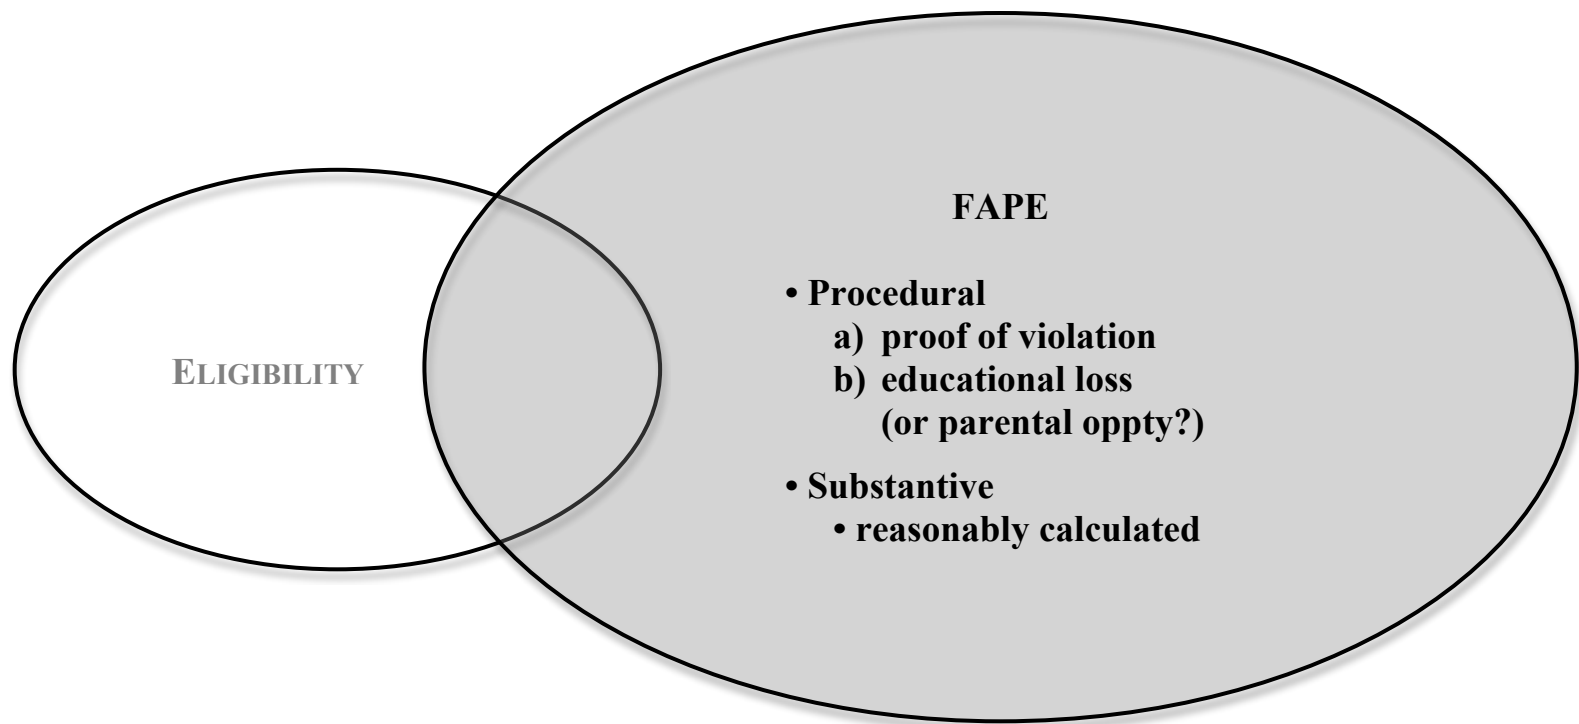 FAPE
• Procedural
a) proof of violation
b) educational loss
(or parental oppty?)
ELIGIBILITY
• Substantive
• reasonably calculated